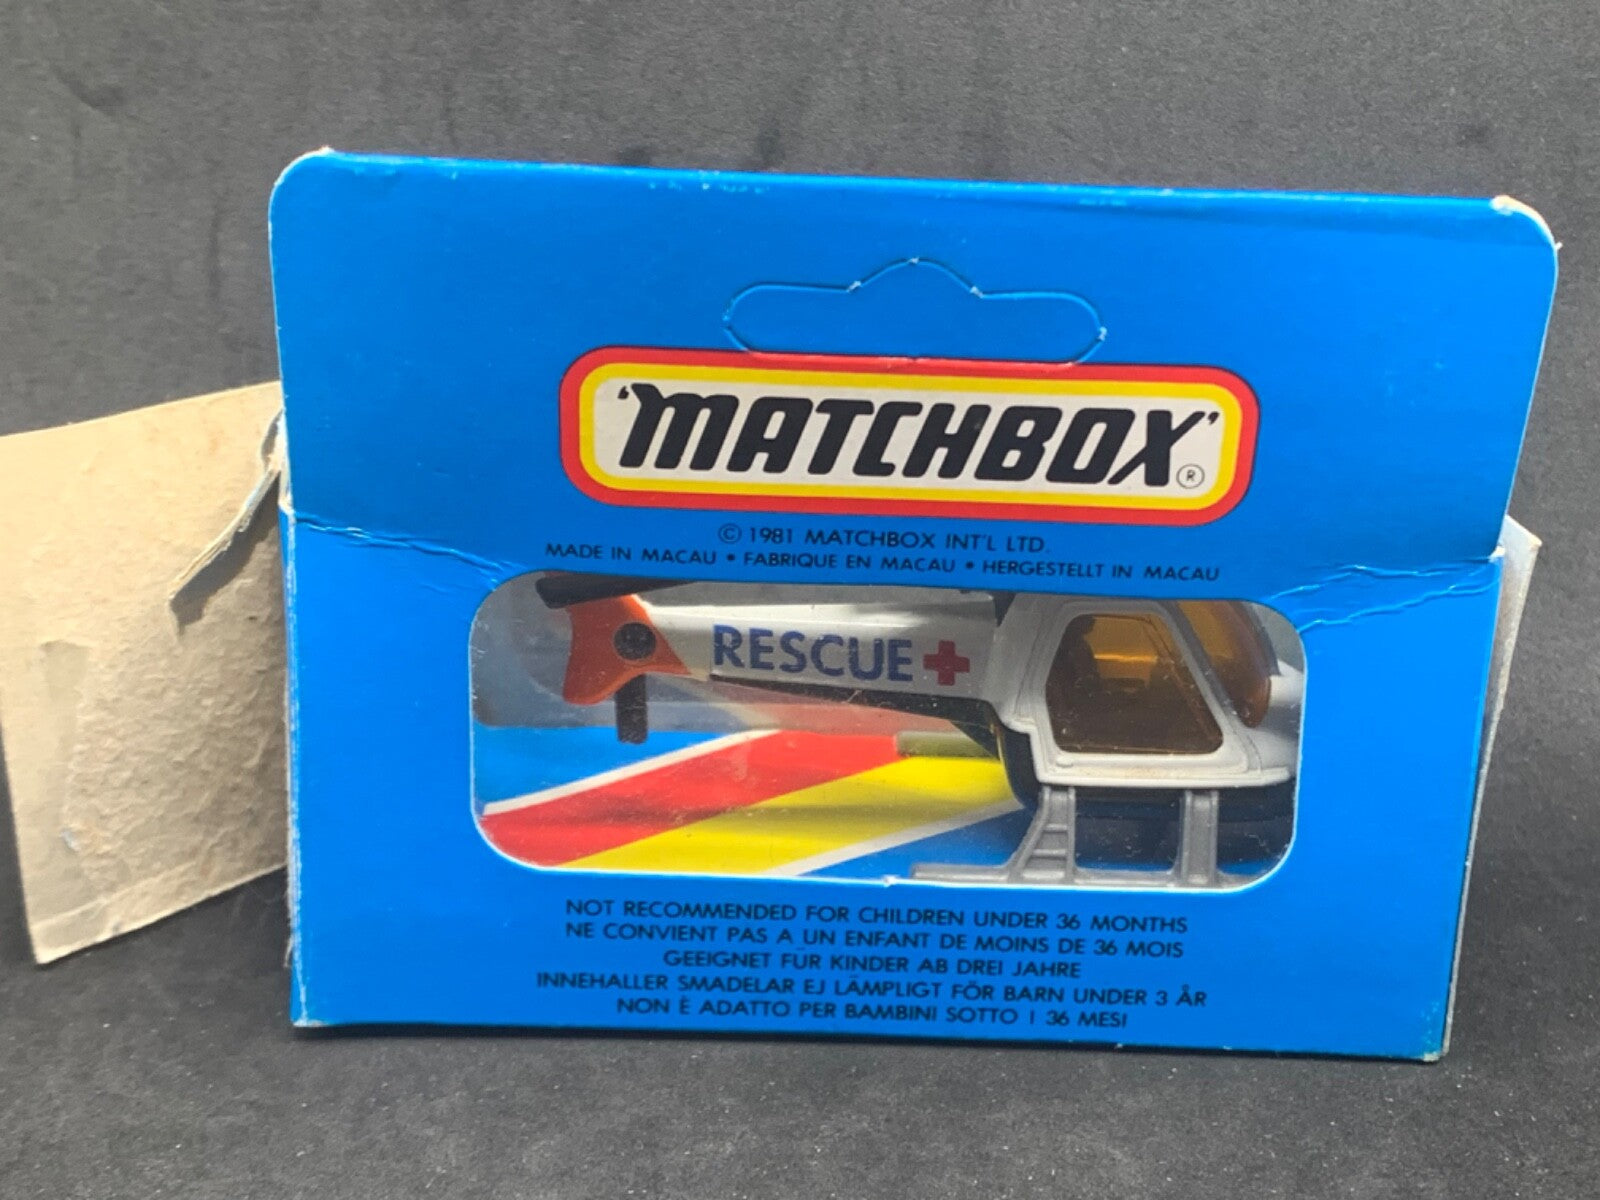 'MATCHBOX'®
© 1981 MATCHBOX INT'L LTD.
MADE IN MACAU • FABRIQUE EN MACAU • HERGESTELLT IN MACAU
RESCUE
NOT RECOMMENDED FOR CHILDREN UNDER 36 MONTHS
NE CONVIENT PAS A UN ENFANT DE MOINS DE 36 MOIS
GEEIGNET FÜR KINDER AB DREI JAHRE
INNEHALLER SMADELAR EJ LÄMPLIGT FÖR BARN UNDER 3 ÅR
NON È ADATTO PER BAMBINI SOTTO I 36 MESI